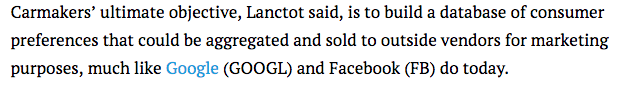 Carmakers’ ultimate objective, Lanctot said, is to build a database of consumer
preferences that could be aggregated and sold to outside vendors for marketing
purposes, much like Google (GOOGL) and Facebook (FB) do today.